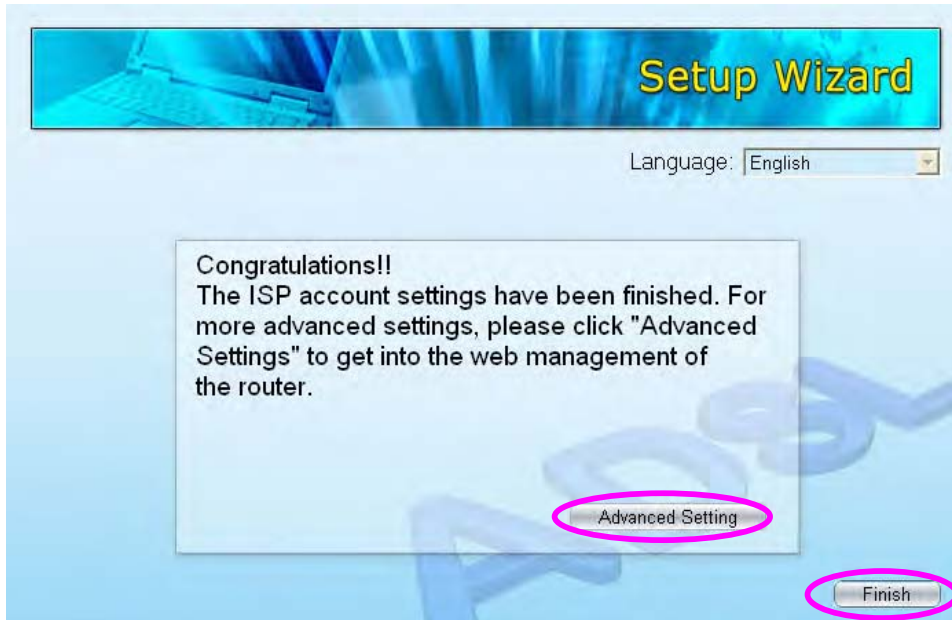 Setup Wizard
Language: English
Congratulations!!
The ISP account settings have been finished. For
more advanced settings, please click "Advanced
Settings" to get into the web management of
the router.
ADSL
Advanced Setting
Finish